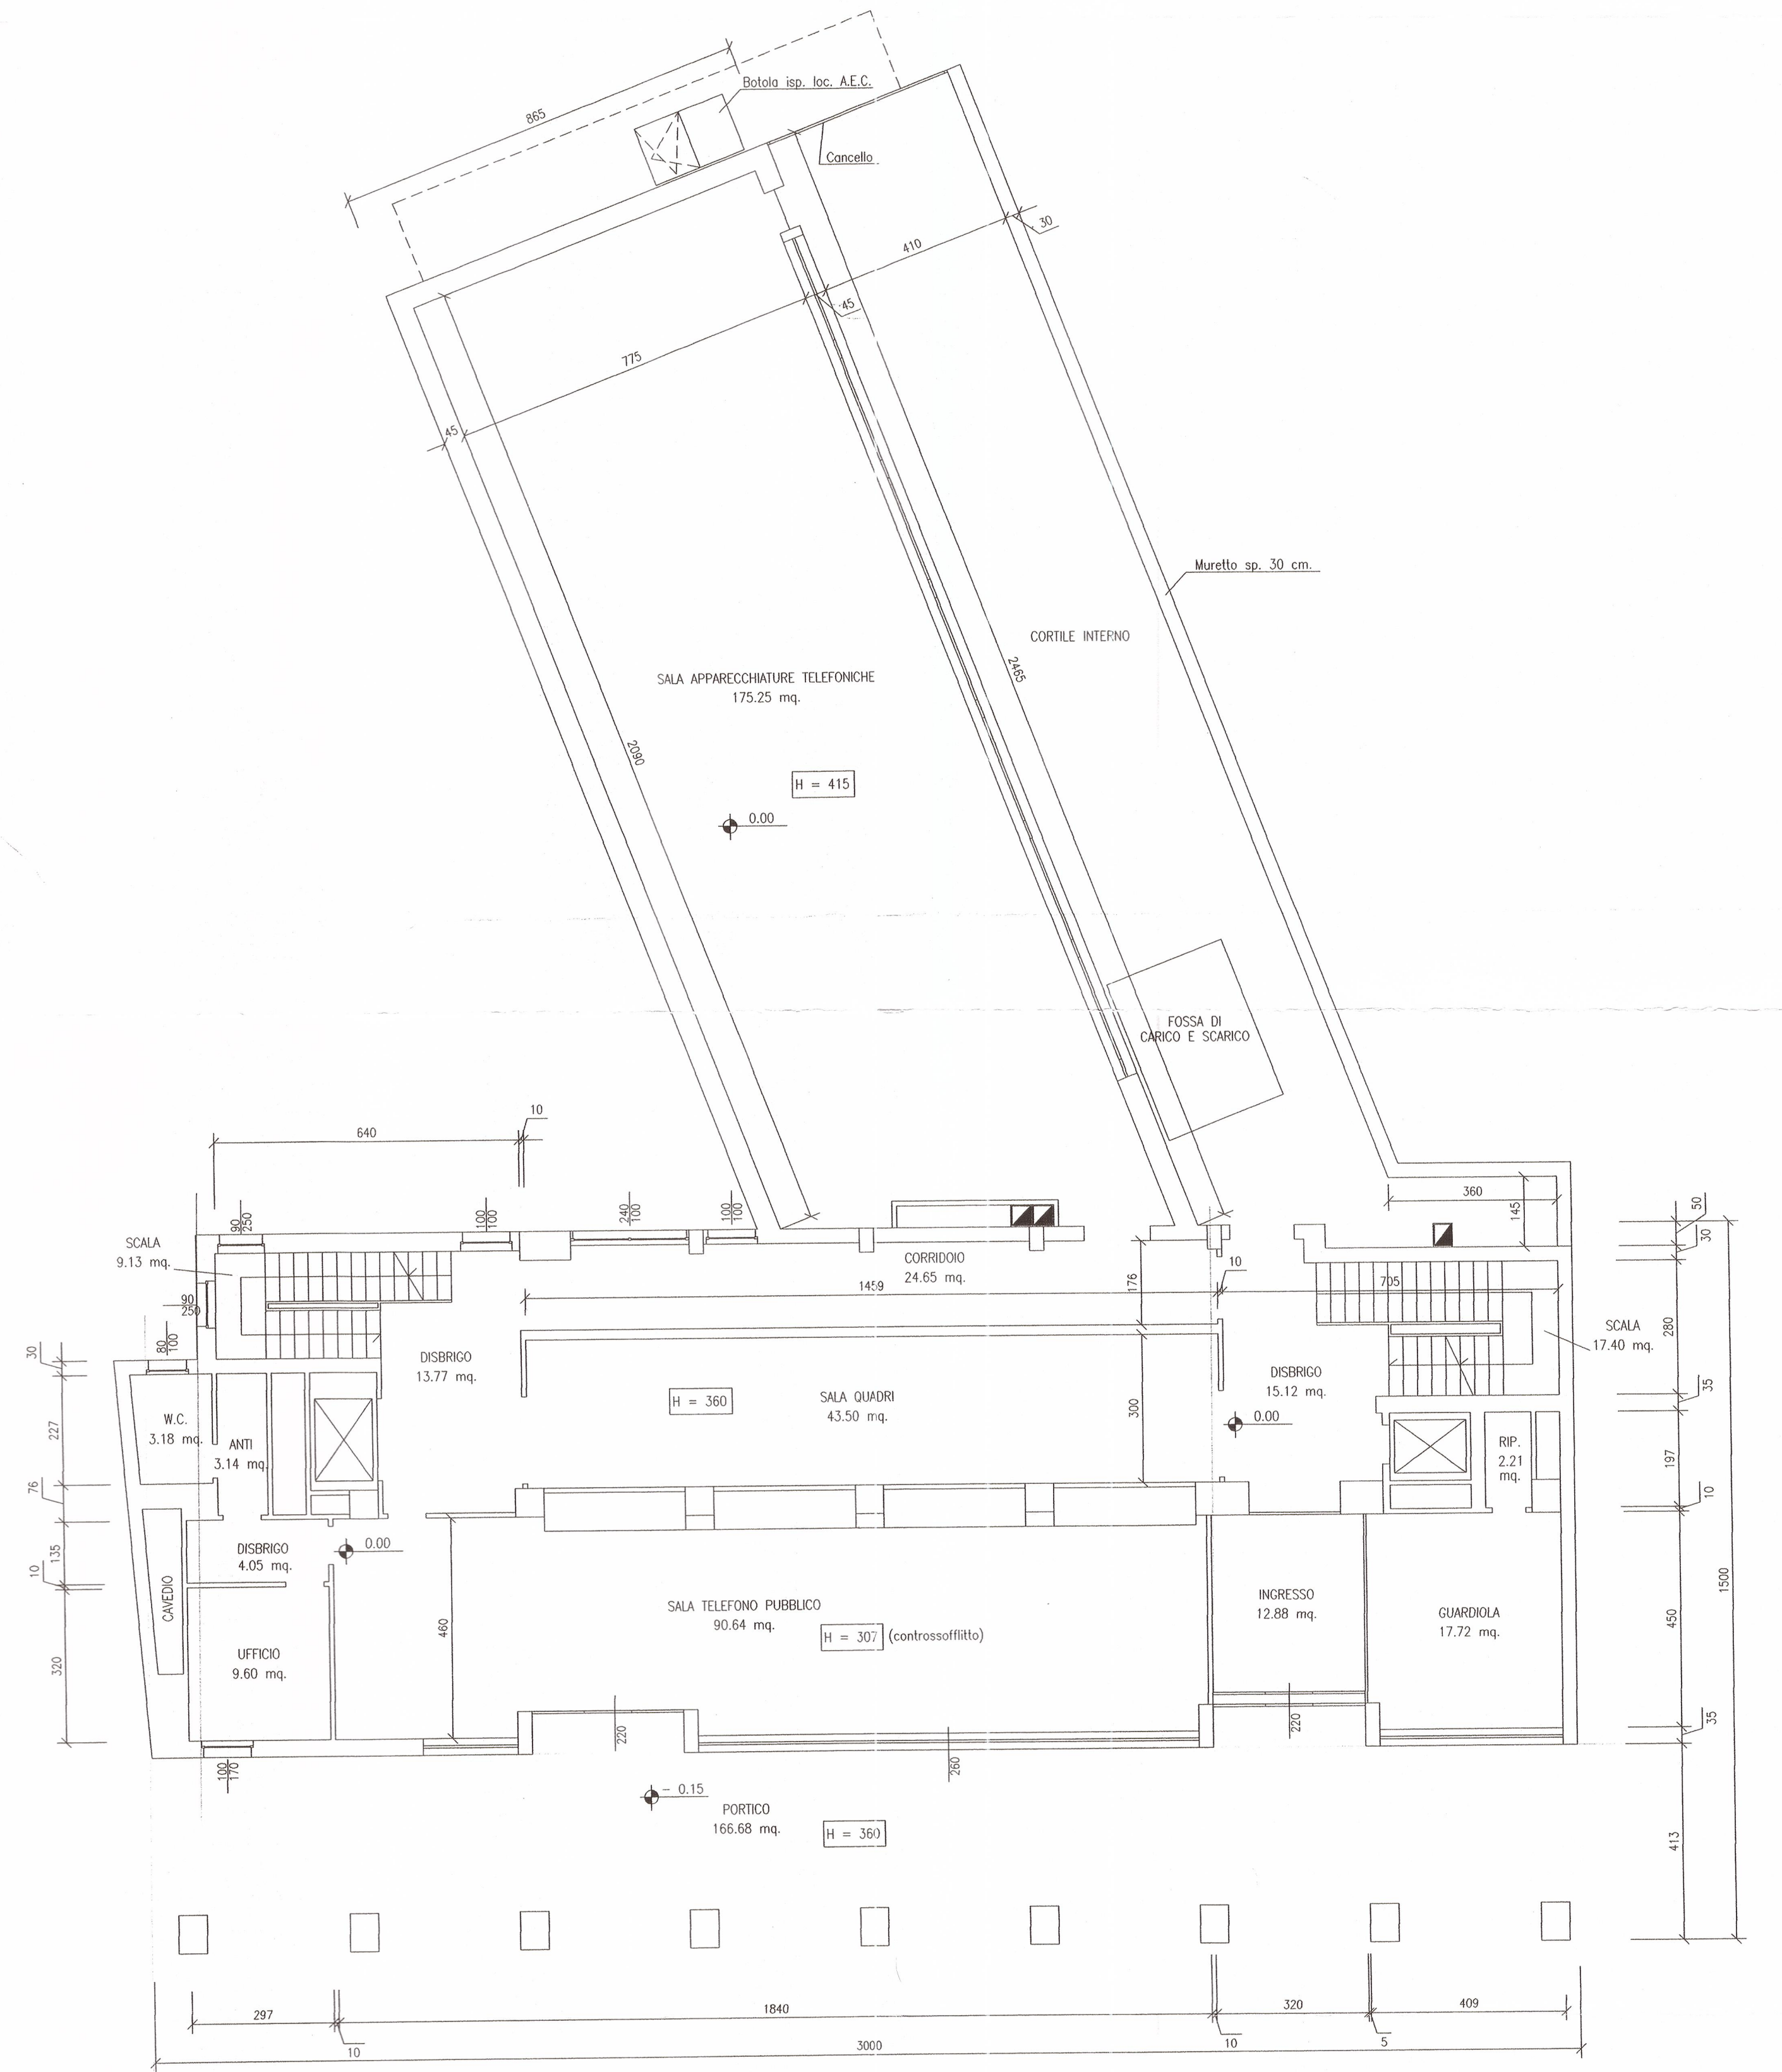 Botola isp. loc. A.E.C.
865
Cancello
30
410
45
775
45
Muretto sp. 30 cm.
CORTILE INTERNO
2465
SALA APPARECCHIATURE TELEFONICHE
175.25 mq.
2090
H = 415
0.00
FOSSA DI
CARICO E SCARICO
10
640
360
145
50
30
90
250
100
100
240
100
100
100
SCALA
9.13 mq.
CORRIDOIO
24.65 mq.
10
1459
176
705
90
250
80
100
30
SCALA
17.40 mq.
280
DISBRIGO
13.77 mq.
DISBRIGO
15.12 mq.
H = 360
SALA QUADRI
43.50 mq.
300
0.00
35
W.C.
3.18 mq.
ANTI
3.14 mq.
227
RIP.
2.21
mq.
197
76
10
135
10
DISBRIGO
4.05 mq.
0.00
CAVEDIO
460
SALA TELEFONO PUBBLICO
90.64 mq.
H = 307 (controssofflitto)
INGRESSO
12.88 mq.
GUARDIOLA
17.72 mq.
450
1500
UFFICIO
9.60 mq.
320
220
220
260
35
100
170
- 0.15
PORTICO
166.68 mq.
H = 360
413
297
1840
320
409
10
10
5
3000